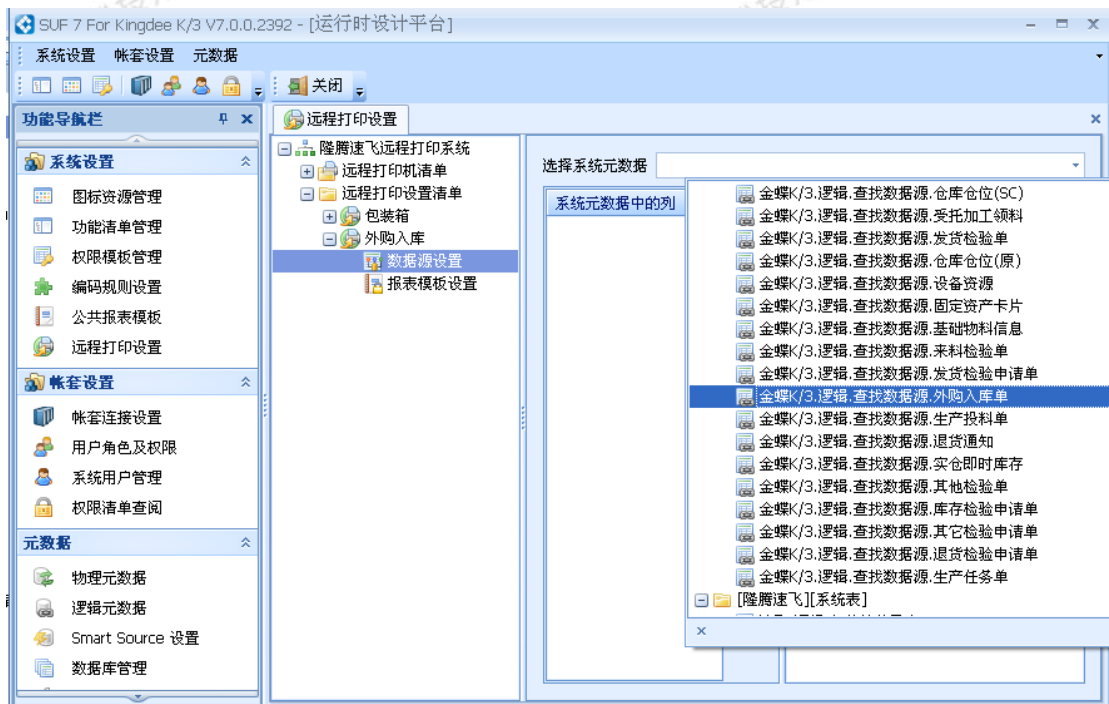 SUF 7 For Kingdee K/3 V7.0.0.2392 - [运行时设计平台]
系统设置 帐套设置 元数据
关闭
功能导航栏
系统设置
图标资源管理
功能清单管理
权限模板管理
编码规则设置
公共报表模板
远程打印设置
帐套设置
帐套连接设置
用户角色及权限
系统用户管理
权限清单查阅
元数据
物理元数据
逻辑元数据
Smart Source 设置
数据库管理
远程打印设置
隆腾速飞远程打印系统
远程打印机清单
远程打印设置清单
包装箱
外购入库
数据源设置
报表模板设置
选择系统元数据
系统元数据中的列
金蝶K/3.逻辑.查找数据源.仓库仓位(SC)
金蝶K/3.逻辑.查找数据源.受托加工领料
金蝶K/3.逻辑.查找数据源.发货检验单
金蝶K/3.逻辑.查找数据源.仓库仓位(原)
金蝶K/3.逻辑.查找数据源.设备资源
金蝶K/3.逻辑.查找数据源.固定资产卡片
金蝶K/3.逻辑.查找数据源.基础物料信息
金蝶K/3.逻辑.查找数据源.来料检验单
金蝶K/3.逻辑.查找数据源.发货检验申请单
金蝶K/3.逻辑.查找数据源.外购入库单
金蝶K/3.逻辑.查找数据源.生产投料单
金蝶K/3.逻辑.查找数据源.退货通知
金蝶K/3.逻辑.查找数据源.实仓即时库存
金蝶K/3.逻辑.查找数据源.其他检验单
金蝶K/3.逻辑.查找数据源.库存检验申请单
金蝶K/3.逻辑.查找数据源.其它检验申请单
金蝶K/3.逻辑.查找数据源.退货检验申请单
金蝶K/3.逻辑.查找数据源.生产任务单
[隆腾速飞][系统表]